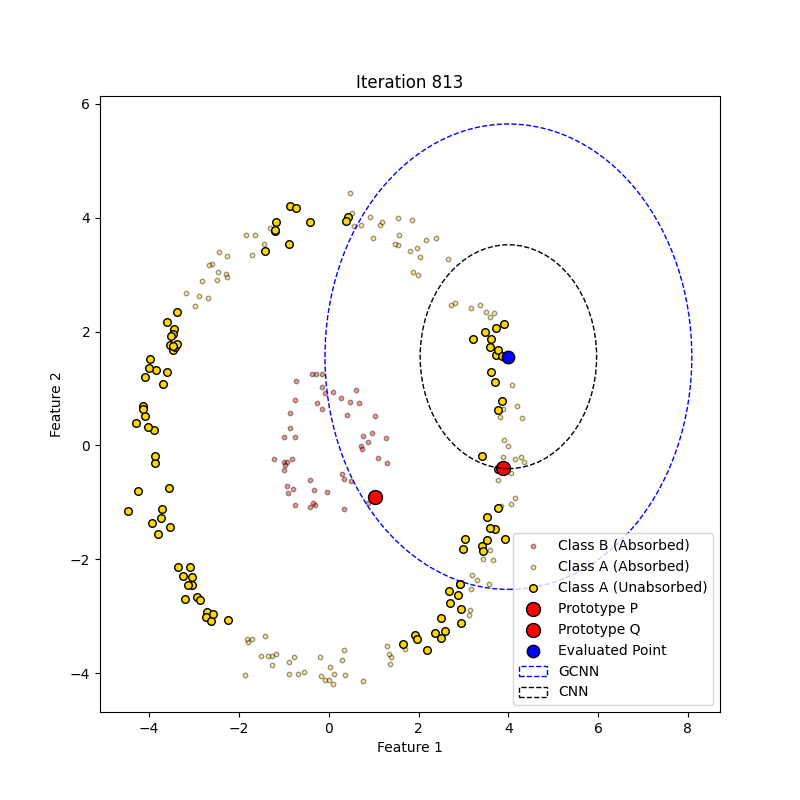 Iteration 813
6
4
2
0
−2
−4
Feature 2
−4
−2
0
2
4
6
8
Feature 1
Class B (Absorbed)
Class A (Absorbed)
Class A (Unabsorbed)
Prototype P
Prototype Q
Evaluated Point
GCNN
CNN